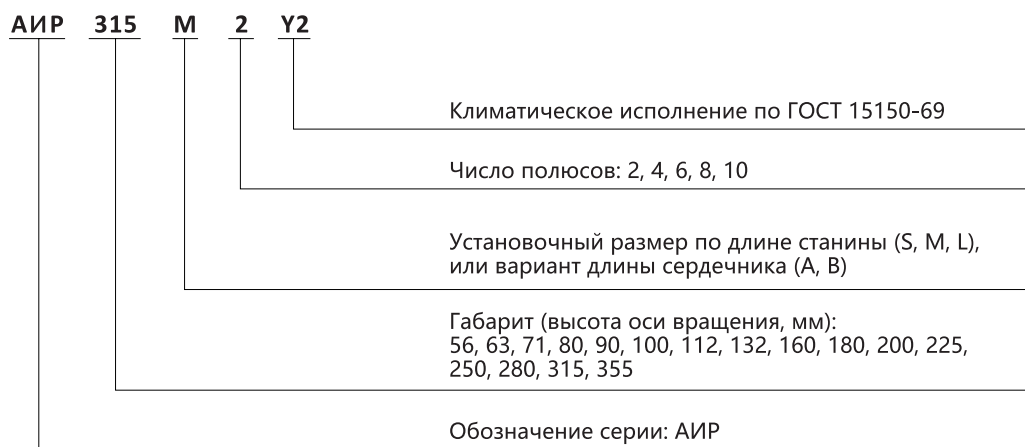 АИР 315 М 2 Y2
Климатическое исполнение по ГОСТ 15150-69
Число полюсов: 2, 4, 6, 8, 10
Установочный размер по длине станины (S, M, L),
или вариант длины сердечника (А, В)
Габарит (высота оси вращения, мм):
56, 63, 71, 80, 90, 100, 112, 132, 160, 180, 200, 225,
250, 280, 315, 355
Обозначение серии: АИР